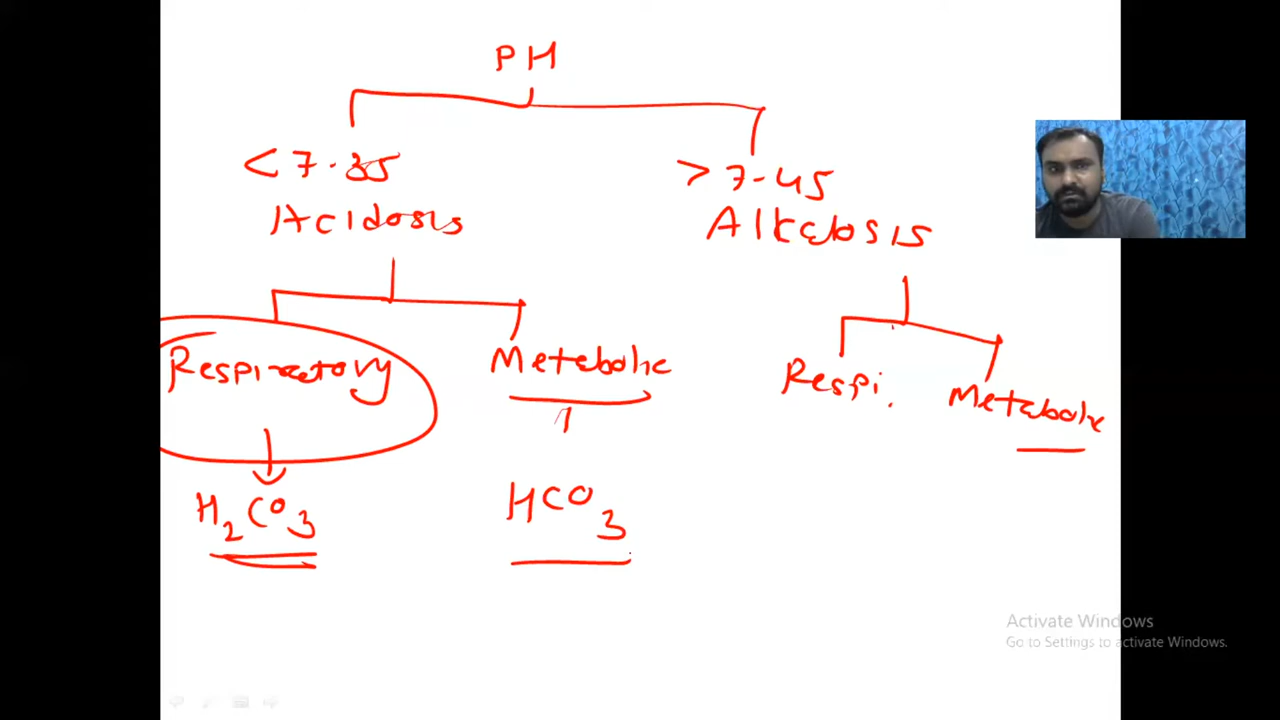 PH
< 7.35
> 7.45
Acidosis
Alkalosis
Respiratory
Metabolic
Respi.
Metabolic
H2CO3
HCO3
Activate Windows
Go to Settings to activate Windows.